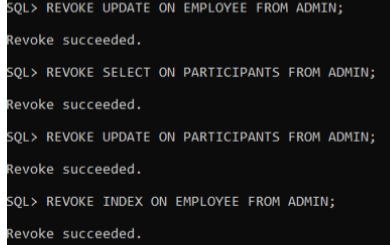 SQL> REVOKE UPDATE ON EMPLOYEE FROM ADMIN;
Revoke succeeded.
SQL> REVOKE SELECT ON PARTICIPANTS FROM ADMIN;
Revoke succeeded.
SQL> REVOKE UPDATE ON PARTICIPANTS FROM ADMIN;
Revoke succeeded.
SQL> REVOKE INDEX ON EMPLOYEE FROM ADMIN;
Revoke succeeded.